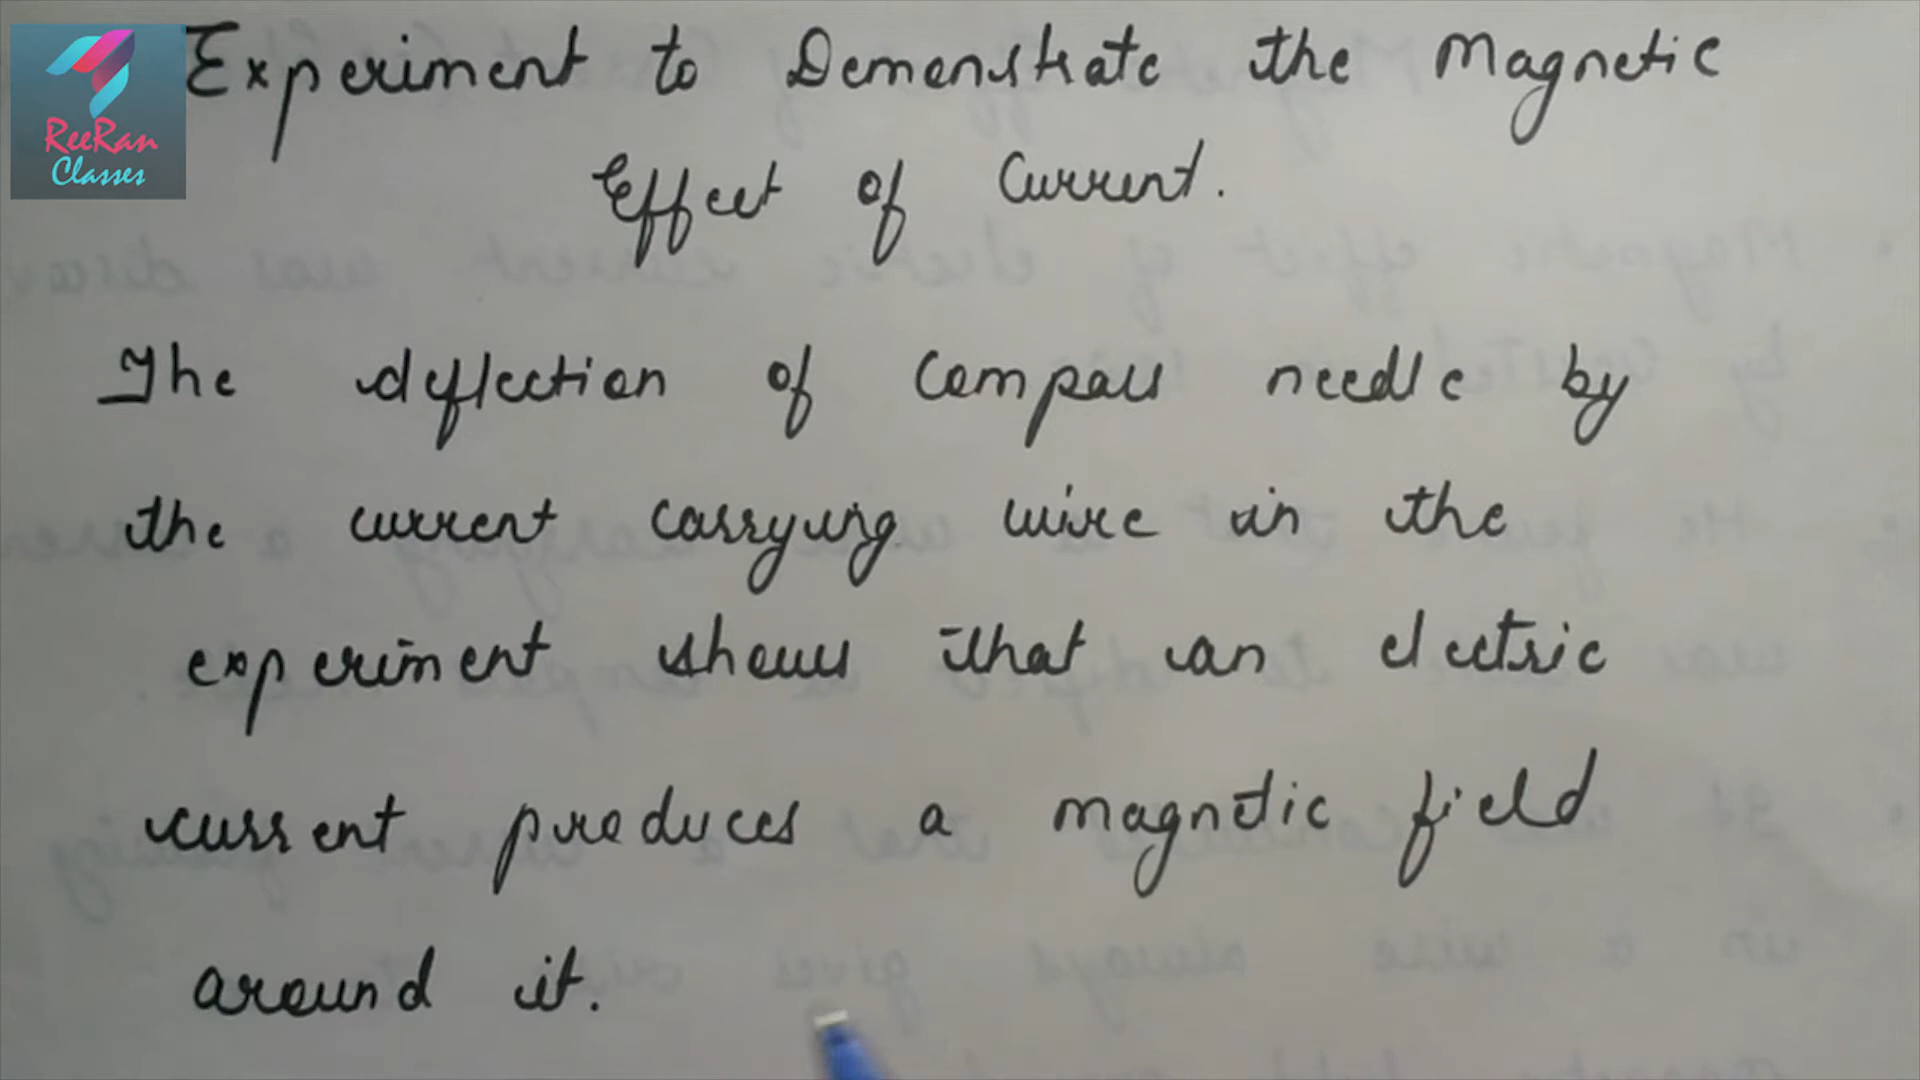 ReeRan
Classes
Experiment to Demonstrate the Magnetic
Effect of Current.
The deflection of Compass needle by
the current carrying wire in the
experiment shows that an electric
current produces a magnetic field
around it.